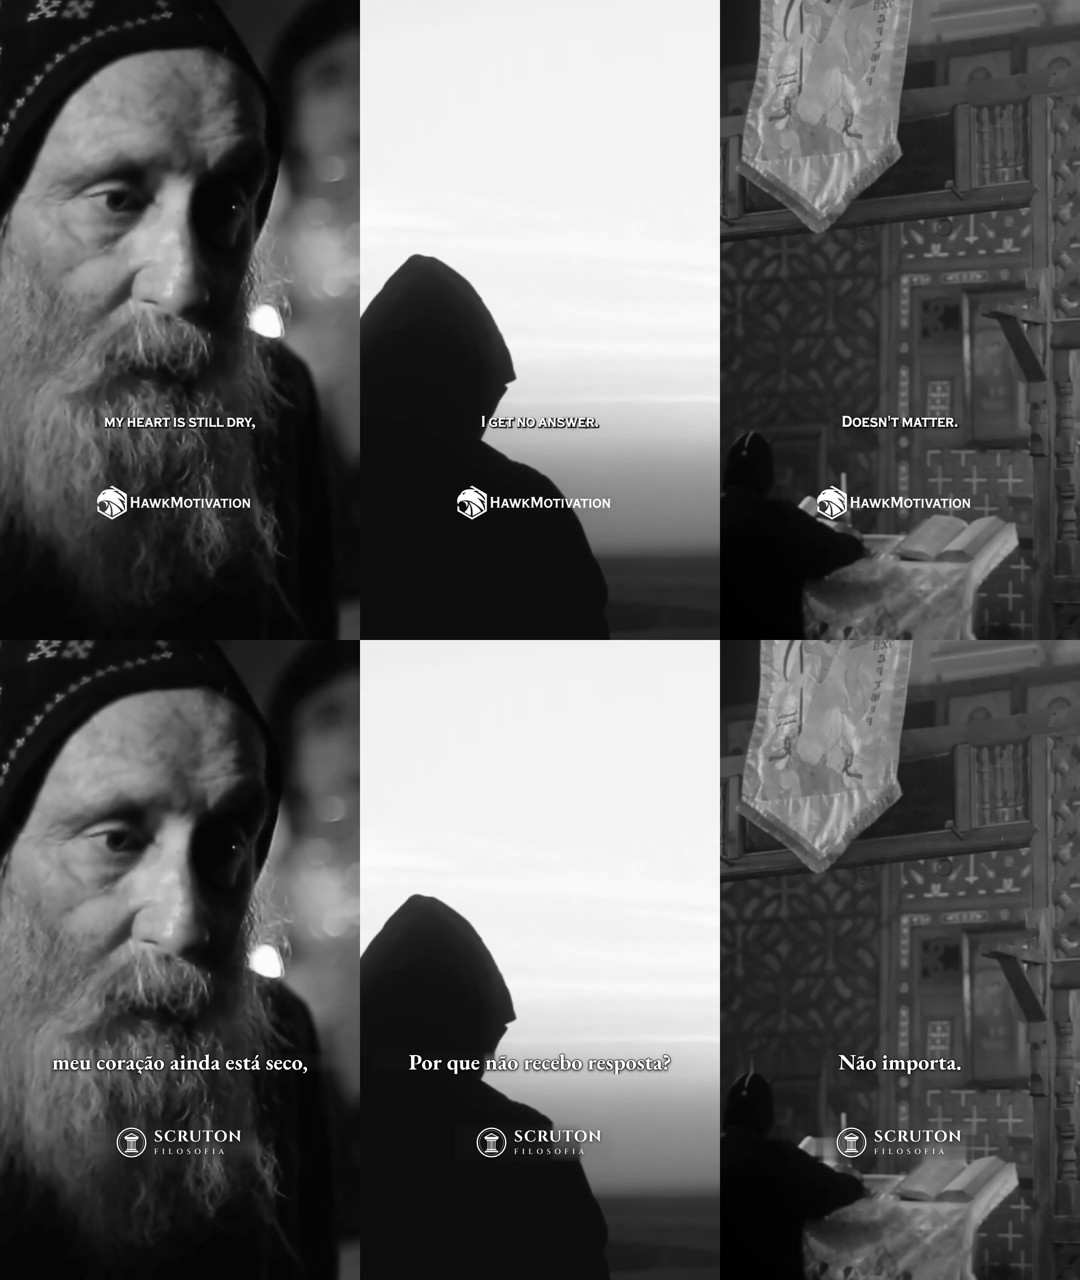 MY HEART IS STILL DRY,
HAWKMOTIVATION
I GET NO ANSWER.
HAWKMOTIVATION
DOESN'T MATTER.
HAWKMOTIVATION
meu coração ainda está seco,
SCRUTON
FILOSOFIA
Por que não recebo resposta?
SCRUTON
FILOSOFIA
Não importa.
SCRUTON
FILOSOFIA